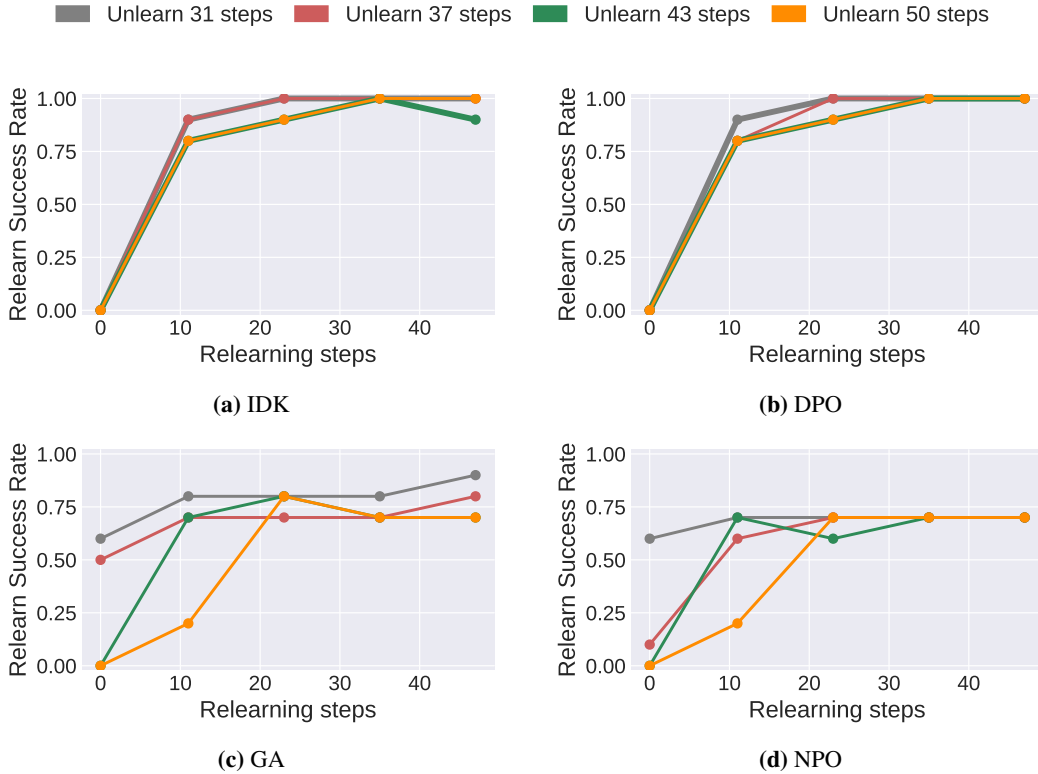 Unlearn 31 steps Unlearn 37 steps Unlearn 43 steps Unlearn 50 steps
Relearn Success Rate
1.00
0.75
0.50
0.25
0.00
0 10 20 30 40
Relearning steps
(a) IDK
Relearn Success Rate
1.00
0.75
0.50
0.25
0.00
0 10 20 30 40
Relearning steps
(b) DPO
Relearn Success Rate
1.00
0.75
0.50
0.25
0.00
0 10 20 30 40
Relearning steps
(c) GA
Relearn Success Rate
1.00
0.75
0.50
0.25
0.00
0 10 20 30 40
Relearning steps
(d) NPO